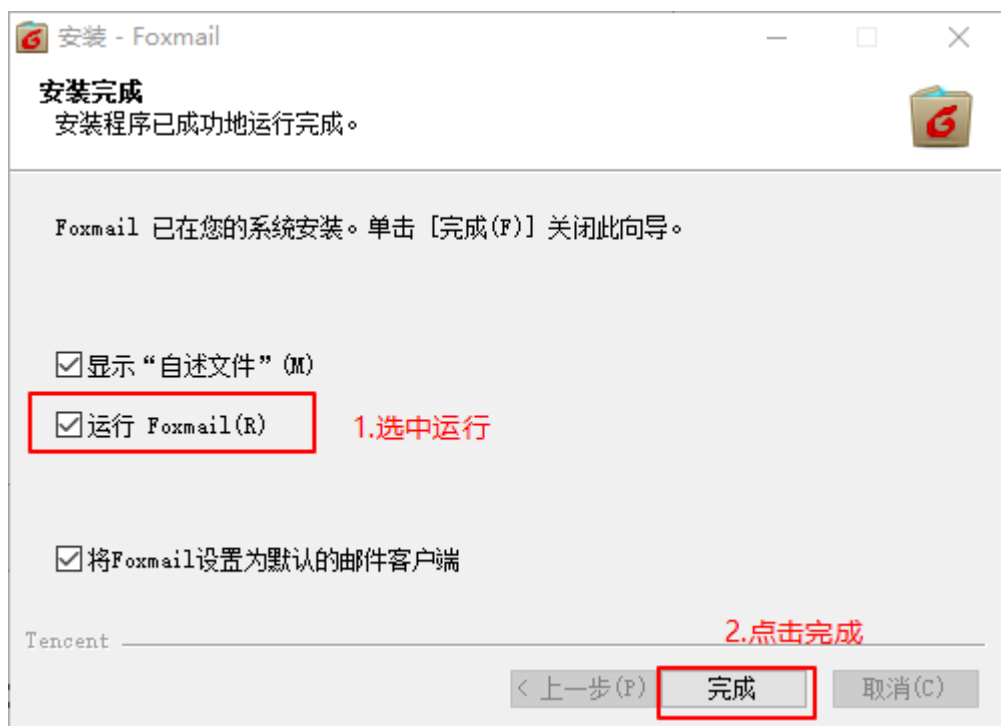 安装 - Foxmail
安装完成
安装程序已成功地运行完成。
Foxmail 已在您的系统安装。单击 [完成(F)] 关闭此向导。
显示“自述文件”(M)
运行 Foxmail(R)
1.选中运行
将Foxmail设置为默认的邮件客户端
Tencent
2.点击完成
< 上一步(P)
完成
取消(C)